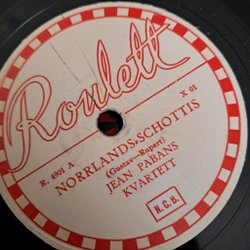 Roulett
R. 4901 A
X 01
NORRLANDS-SCHOTTIS
(Gustav—Rupert)
JEAN PABANS
KVARTETT
N.C.B.